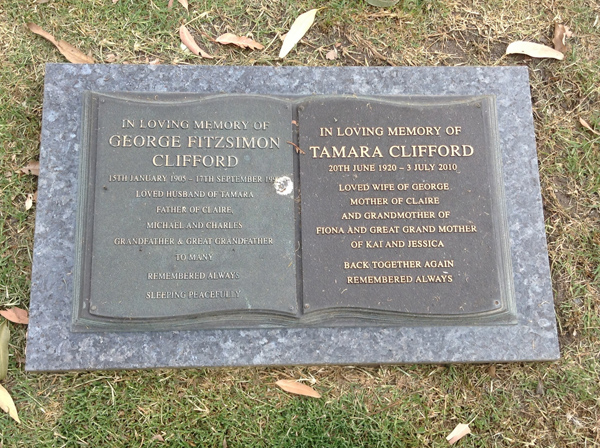 IN LOVING MEMORY OF
GEORGE FITZSIMON
CLIFFORD
15TH JANUARY 1905 – 17TH SEPTEMBER
LOVED HUSBAND OF TAMARA
FATHER OF CLAIRE,
MICHAEL AND CHARLES
GRANDFATHER & GREAT GRANDFATHER
TO MANY
REMEMBERED ALWAYS
SLEEPING PEACEFULLY
IN LOVING MEMORY OF
TAMARA CLIFFORD
20TH JUNE 1920 – 3 JULY 2010
LOVED WIFE OF GEORGE
MOTHER OF CLAIRE
AND GRANDMOTHER OF
FIONA AND GREAT GRAND MOTHER
OF KAI AND JESSICA
BACK TOGETHER AGAIN
REMEMBERED ALWAYS